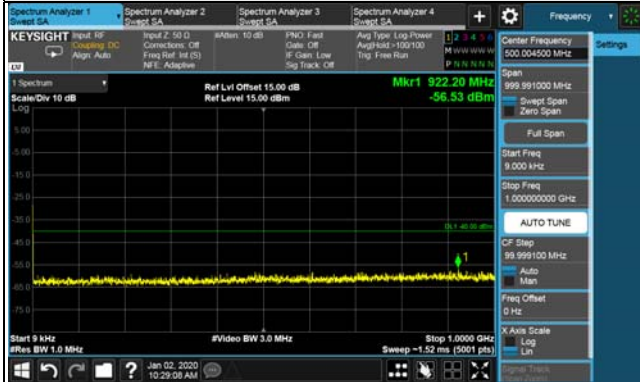 Spectrum Analyzer 1
Swept SA
Spectrum Analyzer 2
Swept SA
Spectrum Analyzer 3
Swept SA
Spectrum Analyzer 4
Swept SA
+
Frequency
KEYSIGHT
Input: RF
Coupling: DC
Align: Auto
Input Z: 50 Ω
Corrections: Off
Freq Ref: Int (S)
NFE: Adaptive
#Atten: 10 dB
PNO: Fast
Gate: Off
IF Gain: Low
Sig Track: Off
Avg Type: Log-Power
Avg|Hold:>100/100
Trig: Free Run
1 2 3 4 5 6
M W W W W W
P N N N N N
LXI
1 Spectrum
Scale/Div 10 dB
Log
Ref Lvl Offset 15.00 dB
Ref Level 15.00 dBm
Mkr1 922.20 MHz
-56.53 dBm
5.00
-5.00
-15.0
-25.0
-35.0
DL1 -40.00 dBm
-45.0
1
-55.0
-65.0
-75.0
Start 9 kHz
#Res BW 1.0 MHz
#Video BW 3.0 MHz
Stop 1.0000 GHz
Sweep ~1.52 ms (5001 pts)
Jan 02, 2020
10:29:08 AM
Settings
Center Frequency
500.004500 MHz
Span
999.991000 MHz
Swept Span
Zero Span
Full Span
Start Freq
9.000 kHz
Stop Freq
1.000000000 GHz
AUTO TUNE
CF Step
99.999100 MHz
Auto
Man
Freq Offset
0 Hz
X Axis Scale
Log
Lin
Signal Track